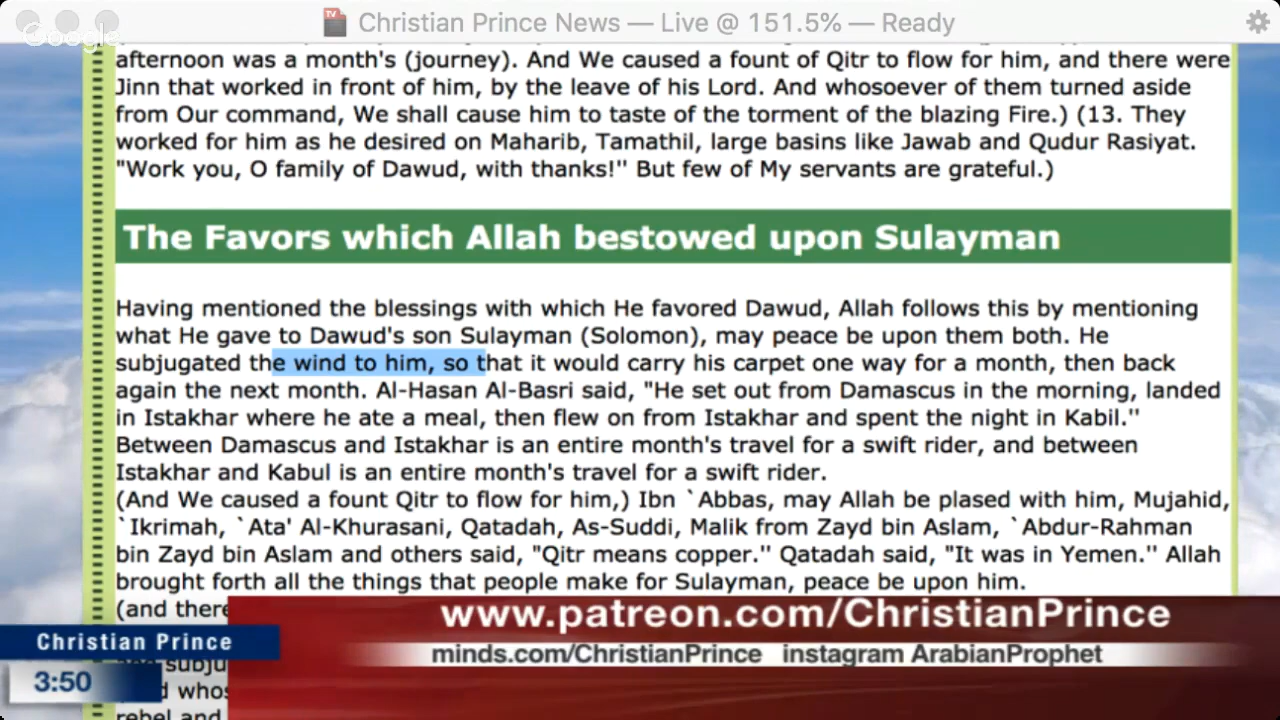 TV Christian Prince News — Live @ 151.5% — Ready
Google
afternoon was a month's (journey). And We caused a fount of Qitr to flow for him, and there were
Jinn that worked in front of him, by the leave of his Lord. And whosoever of them turned aside
from Our command, We shall cause him to taste of the torment of the blazing Fire.) (13. They
worked for him as he desired on Maharib, Tamathil, large basins like Jawab and Qudur Rasiyat.
"Work you, O family of Dawud, with thanks!'' But few of My servants are grateful.)
The Favors which Allah bestowed upon Sulayman
Having mentioned the blessings with which He favored Dawud, Allah follows this by mentioning
what He gave to Dawud's son Sulayman (Solomon), may peace be upon them both. He
subjugated the wind to him, so that it would carry his carpet one way for a month, then back
again the next month. Al-Hasan Al-Basri said, "He set out from Damascus in the morning, landed
in Istakhar where he ate a meal, then flew on from Istakhar and spent the night in Kabil.''
Between Damascus and Istakhar is an entire month's travel for a swift rider, and between
Istakhar and Kabul is an entire month's travel for a swift rider.
(And We caused a fount Qitr to flow for him,) Ibn `Abbas, may Allah be plased with him, Mujahid,
`Ikrimah, `Ata' Al-Khurasani, Qatadah, As-Suddi, Malik from Zayd bin Aslam, `Abdur-Rahman
bin Zayd bin Aslam and others said, "Qitr means copper.'' Qatadah said, "It was in Yemen.'' Allah
brought forth all the things that people make for Sulayman, peace be upon him.
(and there
www.patreon.com/ChristianPrince
Christian Prince
minds.com/ChristianPrince instagram ArabianProphet
3:50
rebel and